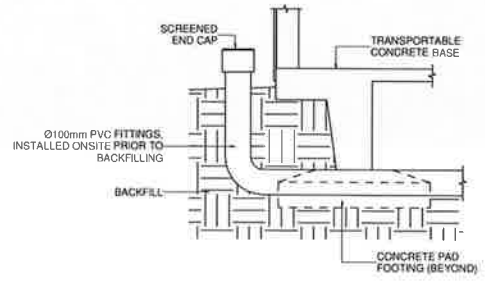 SCREENED
END CAP
TRANSPORTABLE
CONCRETE BASE
Ø100mm PVC FITTINGS,
INSTALLED ONSITE PRIOR TO
BACKFILLING
BACKFILL
CONCRETE PAD
FOOTING (BEYOND)